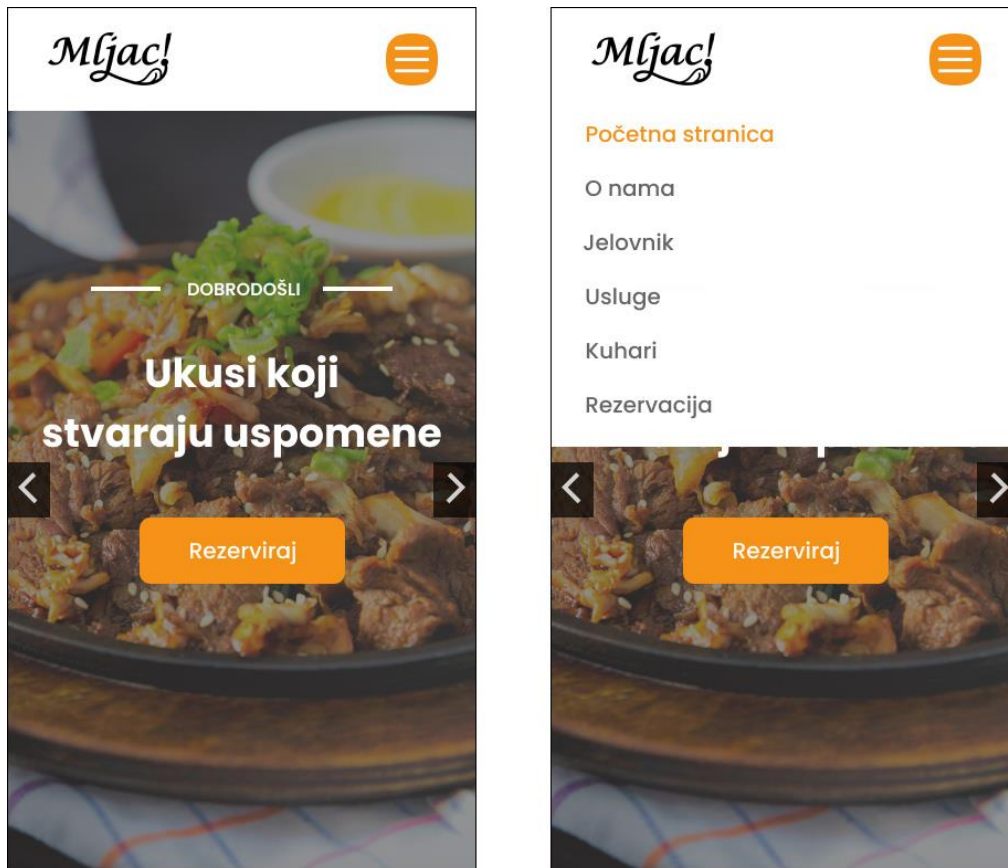 Mljac!
DOBRODOŠLI
Ukusi koji
stvaraju uspomene
Rezerviraj
Mljac!
Početna stranica
O nama
Jelovnik
Usluge
Kuhari
Rezervacija
Rezerviraj